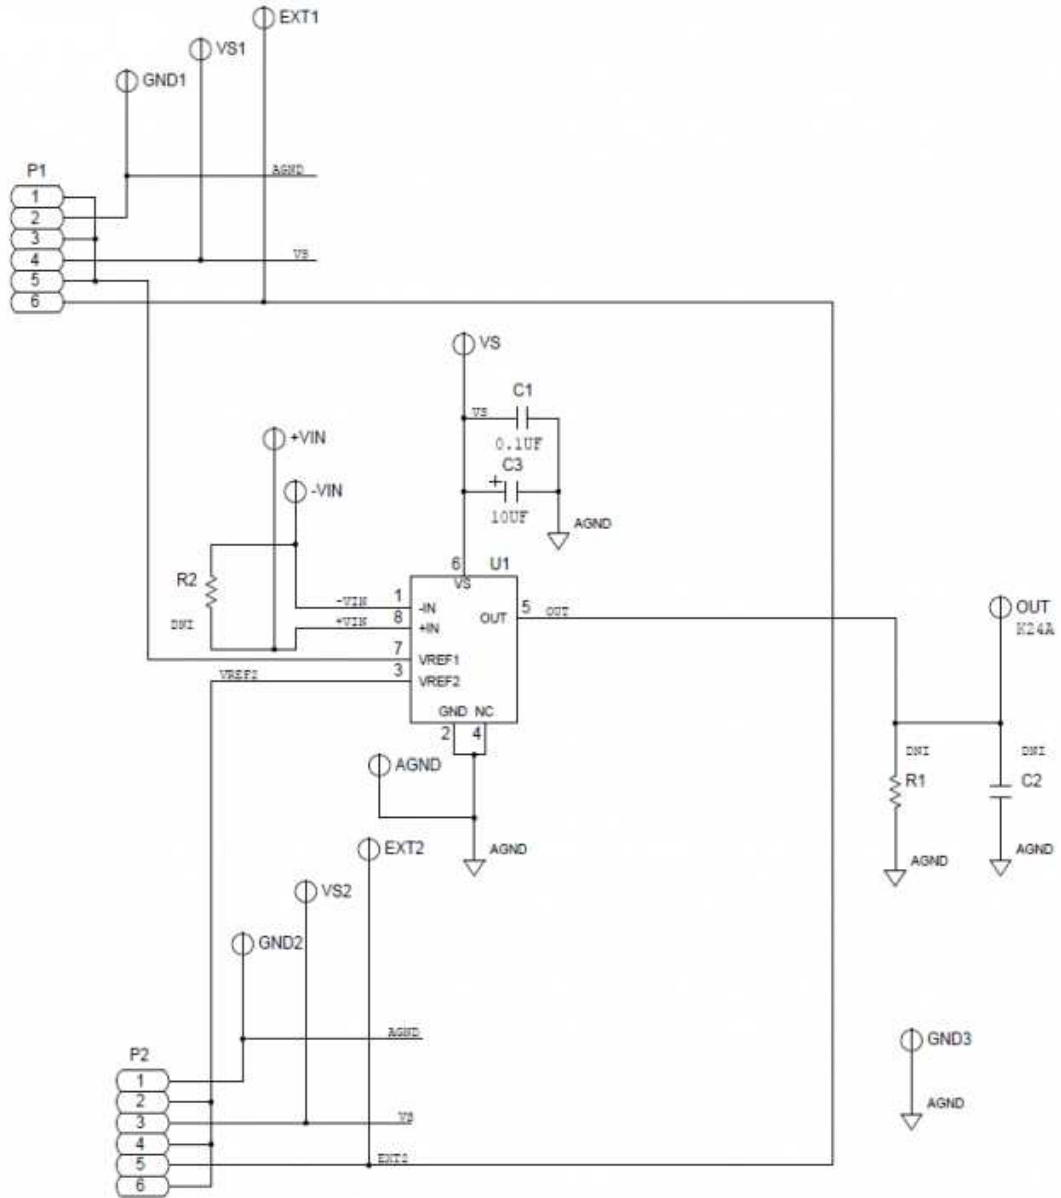 EXT1
VS1
GND1
AGND
P1
1
2
3
4
VS
5
6
VS
C1
VS
0.1UF
+VIN
C3
-VIN
10UF
AGND
6
U1
VS
R2
DNI
-VIN
1
-IN
+VIN
8
+IN
OUT
5
OUT
OUT
K24A
7
VREF1
VREF2
3
VREF2
GND NC
2
4
AGND
DNI
R1
DNI
C2
AGND
EXT2
AGND
AGND
VS2
GND2
AGND
GND3
P2
1
2
3
VS
4
5
EXT2
6
AGND